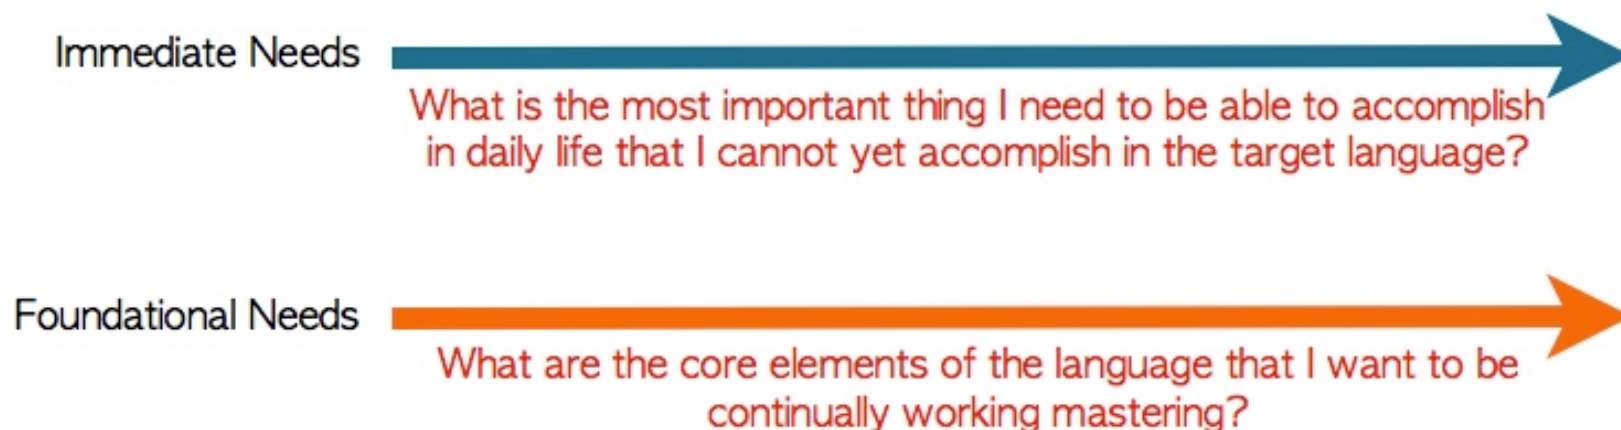 Immediate Needs
What is the most important thing I need to be able to accomplish
in daily life that I cannot yet accomplish in the target language?
Foundational Needs
What are the core elements of the language that I want to be
continually working mastering?